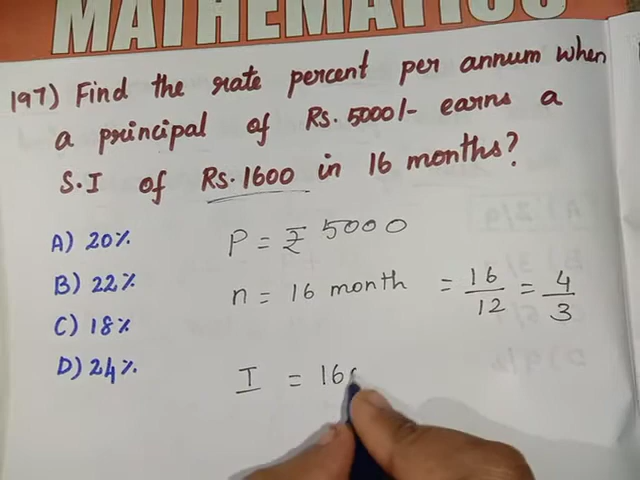 MATHEMATICS
197) Find the rate percent per annum when
a principal of Rs. 5000/- earns a
S.I of Rs.1600 in 16 months?
A) 20%
B) 22%
C) 18%
D) 24%
P = ₹ 5000
n = 16 month = 16/12 = 4/3
I = 160